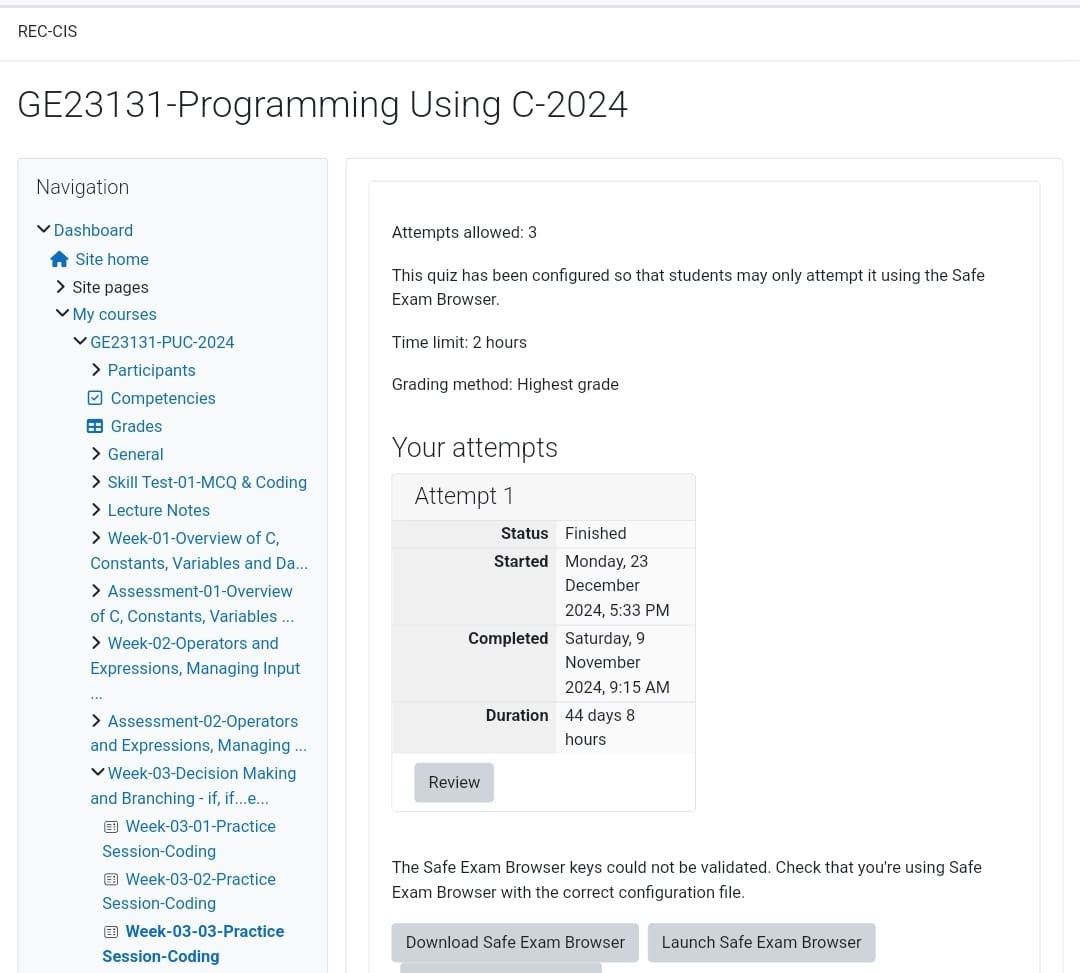 REC-CIS
GE23131-Programming Using C-2024
Navigation
Dashboard
Site home
Site pages
My courses
GE23131-PUC-2024
Participants
Competencies
Grades
General
Skill Test-01-MCQ & Coding
Lecture Notes
Week-01-Overview of C,
Constants, Variables and Da...
Assessment-01-Overview
of C, Constants, Variables ...
Week-02-Operators and
Expressions, Managing Input
...
Assessment-02-Operators
and Expressions, Managing ...
Week-03-Decision Making
and Branching - if, if...e...
Week-03-01-Practice
Session-Coding
Week-03-02-Practice
Session-Coding
Week-03-03-Practice
Session-Coding
Attempts allowed: 3
This quiz has been configured so that students may only attempt it using the Safe
Exam Browser.
Time limit: 2 hours
Grading method: Highest grade
Your attempts
Attempt 1
Status Finished
Started Monday, 23
December
2024, 5:33 PM
Completed Saturday, 9
November
2024, 9:15 AM
Duration 44 days 8
hours
Review
The Safe Exam Browser keys could not be validated. Check that you're using Safe
Exam Browser with the correct configuration file.
Download Safe Exam Browser Launch Safe Exam Browser